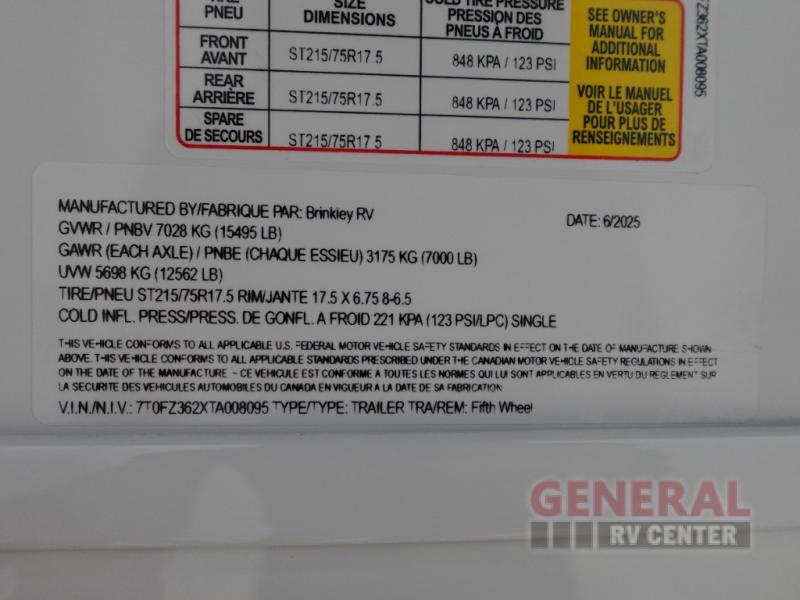 TIRE SIZE COLD TIRE PRESSURE
PNEU DIMENSIONS PRESSION DES
PNEUS À FROID
FRONT
AVANT ST215/75R17.5 848 KPA / 123 PSI
REAR
ARRIÈRE ST215/75R17.5 848 KPA / 123 PSI
SPARE
DE SECOURS ST215/75R17.5 848 KPA / 123 PSI
SEE OWNER'S
MANUAL FOR
ADDITIONAL
INFORMATION
VOIR LE MANUEL
DE L'USAGER
POUR PLUS DE
RENSEIGNEMENTS
FZ362XTA008095
MANUFACTURED BY/FABRIQUE PAR: Brinkley RV DATE: 6/2025
GVWR / PNBV 7028 KG (15495 LB)
GAWR (EACH AXLE) / PNBE (CHAQUE ESSIEU) 3175 KG (7000 LB)
UVW 5698 KG (12562 LB)
TIRE/PNEU ST215/75R17.5 RIM/JANTE 17.5 X 6.75 8-6.5
COLD INFL. PRESS/PRESS. DE GONFL. A FROID 221 KPA (123 PSI/LPC) SINGLE
THIS VEHICLE CONFORMS TO ALL APPLICABLE U.S. FEDERAL MOTOR VEHICLE SAFETY STANDARDS IN EFFECT ON THE DATE OF MANUFACTURE SHOWN
ABOVE. THIS VEHICLE CONFORMS TO ALL APPLICABLE STANDARDS PRESCRIBED UNDER THE CANADIAN MOTOR VEHICLE SAFETY REGULATIONS IN EFFECT
ON THE DATE OF THE MANUFACTURE - CE VEHICULE EST CONFORME A TOUTES LES NORMES QUI LUI SONT APPLICABLES EN VERTU DU REGLEMENT SUR
LA SECURITE DES VEHICULES AUTOMOBILES DU CANADA EN VIGUEUR A LA DATE DE SA FABRICATION
V.I.N./N.I.V.: 7T0FZ362XTA008095 TYPE/TYPE: TRAILER TRA/REM: Fifth Wheel
GENERAL
RV CENTER